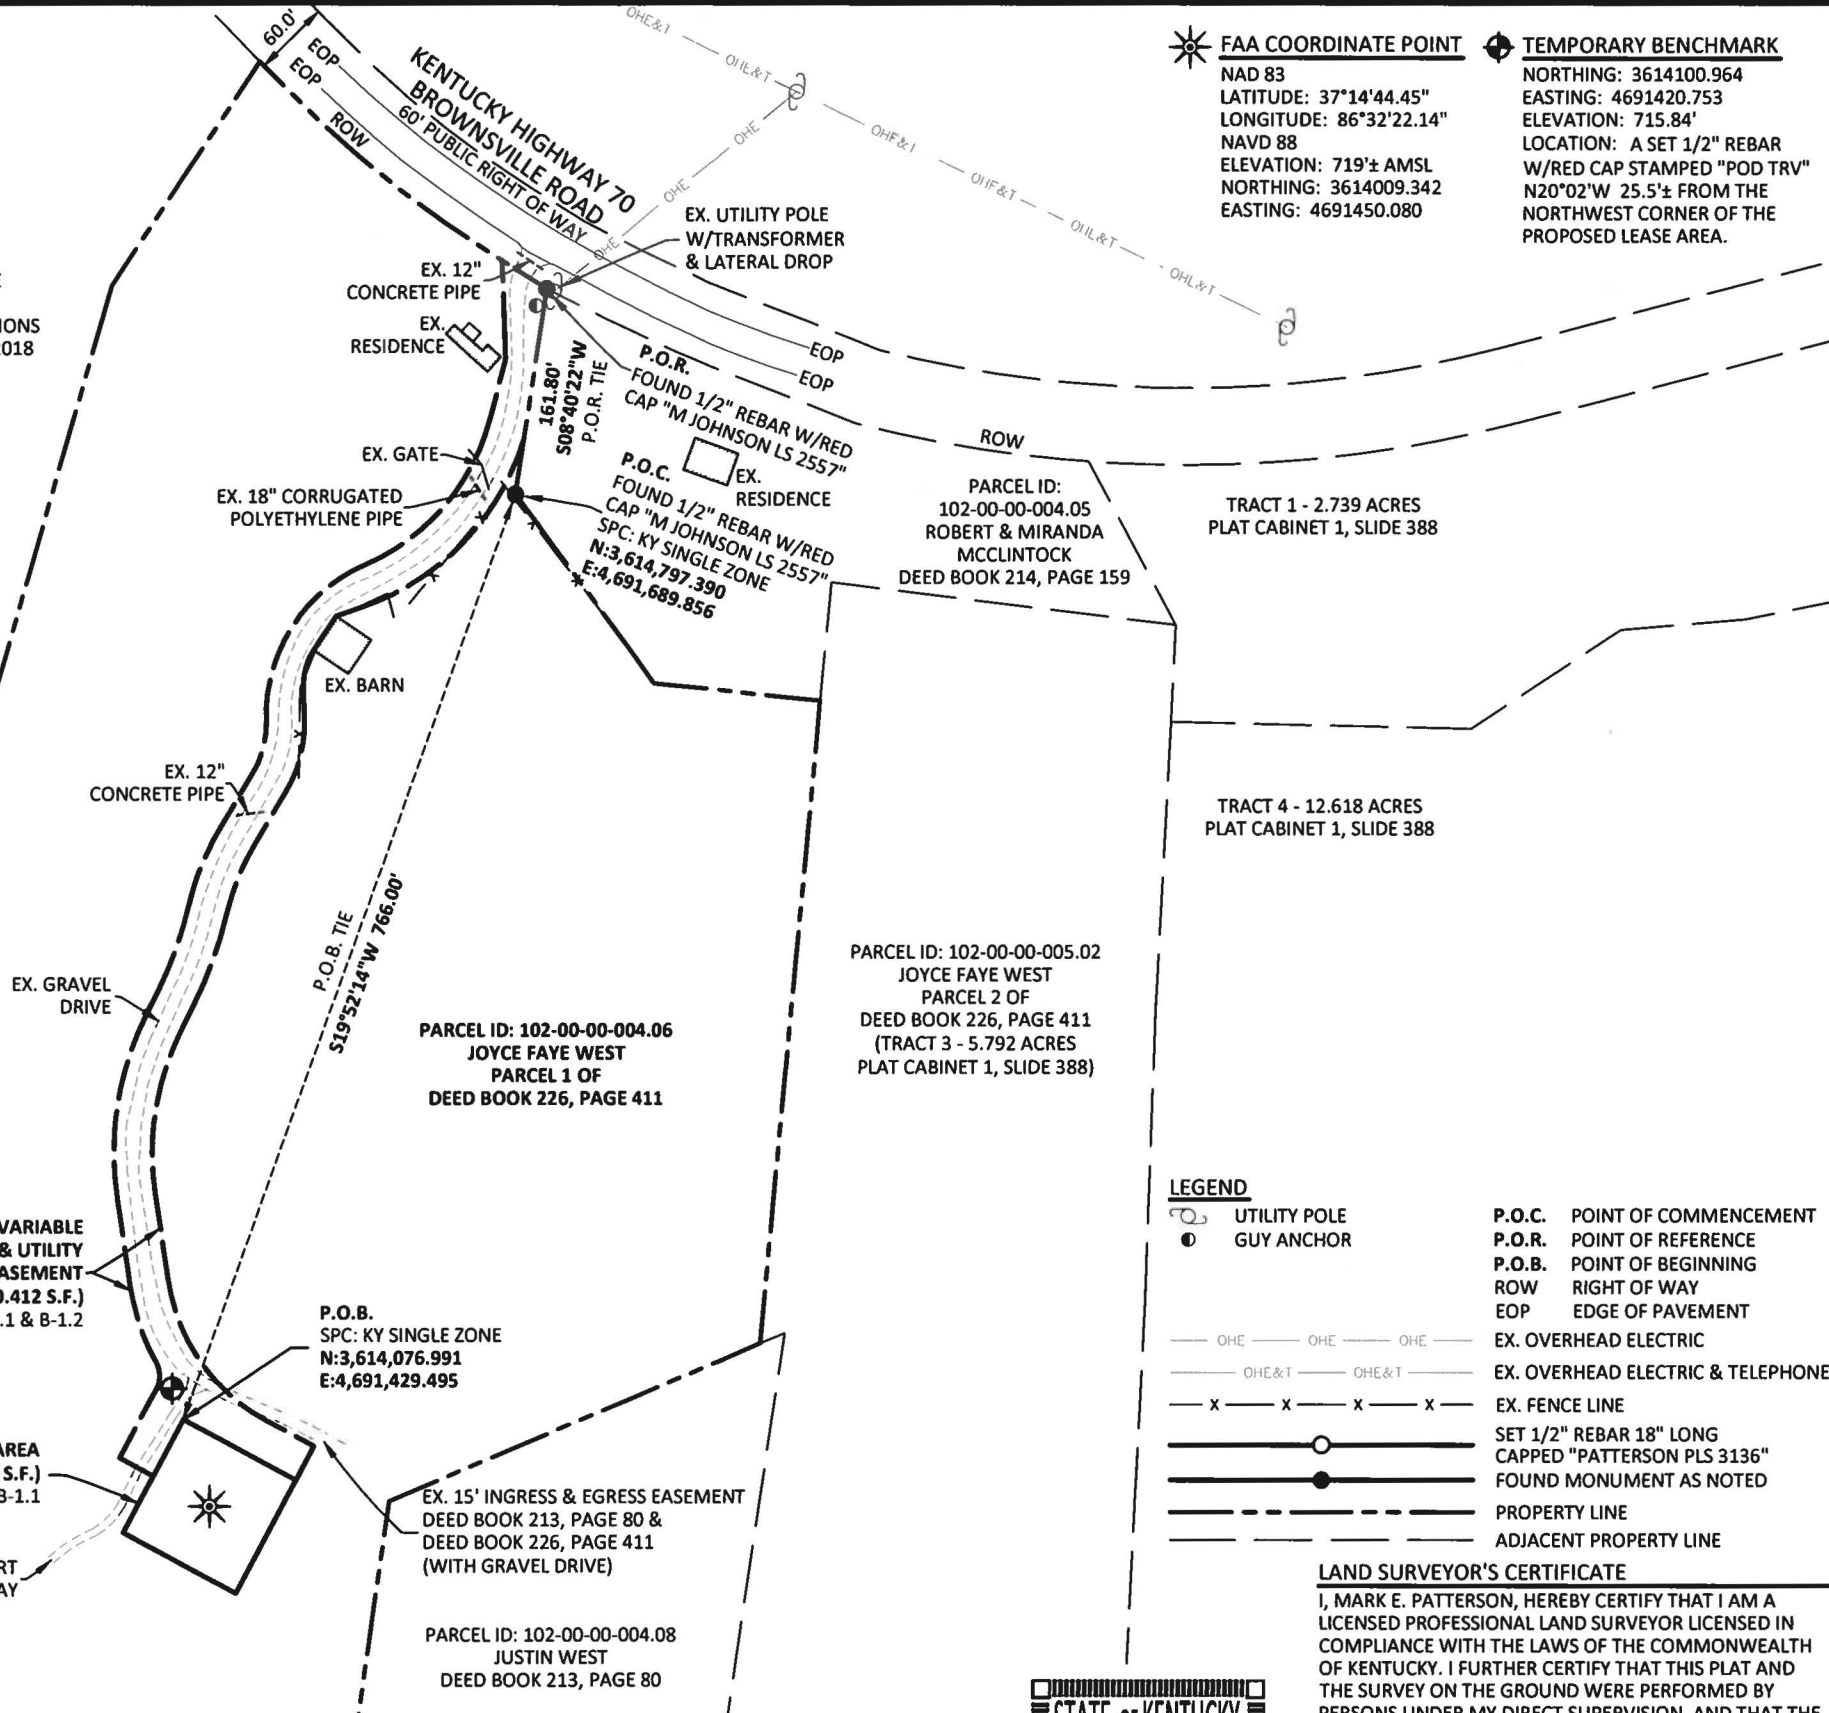 60.0'
EOP
EOP
ROW
KENTUCKY HIGHWAY 70
BROWNSVILLE ROAD
60' PUBLIC RIGHT OF WAY
OHE&T
OHE&T
OHE&T
OHE&T
OHE&T
OHE&T
OHE
OHE
OHE
FAA COORDINATE POINT
NAD 83
LATITUDE: 37°14'44.45"
LONGITUDE: 86°32'22.14"
NAVD 88
ELEVATION: 719'± AMSL
NORTHING: 3614009.342
EASTING: 4691450.080
TEMPORARY BENCHMARK
NORTHING: 3614100.964
EASTING: 4691420.753
ELEVATION: 715.84'
LOCATION: A SET 1/2" REBAR
W/RED CAP STAMPED "POD TRV"
N20°02'W 25.5'± FROM THE
NORTHWEST CORNER OF THE
PROPOSED LEASE AREA.
IONS
2018
EX. UTILITY POLE
W/TRANSFORMER
& LATERAL DROP
EX. 12"
CONCRETE PIPE
EX.
RESIDENCE
161.80'
S08°40'22"W
P.O.R. TIE
P.O.R.
FOUND 1/2" REBAR W/RED
CAP "M JOHNSON LS 2557"
EOP
EOP
ROW
EX. GATE
EX. 18" CORRUGATED
POLYETHYLENE PIPE
EX.
RESIDENCE
P.O.C.
FOUND 1/2" REBAR W/RED
CAP "M JOHNSON LS 2557"
SPC: KY SINGLE ZONE
N:3,614,797.390
E:4,691,689.856
PARCEL ID:
102-00-00-004.05
ROBERT & MIRANDA
MCCLINTOCK
DEED BOOK 214, PAGE 159
TRACT 1 - 2.739 ACRES
PLAT CABINET 1, SLIDE 388
EX. BARN
EX. 12"
CONCRETE PIPE
TRACT 4 - 12.618 ACRES
PLAT CABINET 1, SLIDE 388
P.O.B. TIE
S19°52'14"W 766.00'
EX. GRAVEL
DRIVE
PARCEL ID: 102-00-00-004.06
JOYCE FAYE WEST
PARCEL 1 OF
DEED BOOK 226, PAGE 411
PARCEL ID: 102-00-00-005.02
JOYCE FAYE WEST
PARCEL 2 OF
DEED BOOK 226, PAGE 411
(TRACT 3 - 5.792 ACRES
PLAT CABINET 1, SLIDE 388)
VARIABLE
& UTILITY
ASEMENT
0.412 S.F.)
.1 & B-1.2
P.O.B.
SPC: KY SINGLE ZONE
N:3,614,076.991
E:4,691,429.495
AREA
S.F.)
B-1.1
RT
AY
EX. 15' INGRESS & EGRESS EASEMENT
DEED BOOK 213, PAGE 80 &
DEED BOOK 226, PAGE 411
(WITH GRAVEL DRIVE)
PARCEL ID: 102-00-00-004.08
JUSTIN WEST
DEED BOOK 213, PAGE 80
LEGEND
UTILITY POLE
GUY ANCHOR
P.O.C. POINT OF COMMENCEMENT
P.O.R. POINT OF REFERENCE
P.O.B. POINT OF BEGINNING
ROW RIGHT OF WAY
EOP EDGE OF PAVEMENT
OHE OHE OHE EX. OVERHEAD ELECTRIC
OHE&T OHE&T EX. OVERHEAD ELECTRIC & TELEPHONE
X X X X EX. FENCE LINE
SET 1/2" REBAR 18" LONG
CAPPED "PATTERSON PLS 3136"
FOUND MONUMENT AS NOTED
PROPERTY LINE
ADJACENT PROPERTY LINE
LAND SURVEYOR'S CERTIFICATE
I, MARK E. PATTERSON, HEREBY CERTIFY THAT I AM A
LICENSED PROFESSIONAL LAND SURVEYOR LICENSED IN
COMPLIANCE WITH THE LAWS OF THE COMMONWEALTH
OF KENTUCKY. I FURTHER CERTIFY THAT THIS PLAT AND
THE SURVEY ON THE GROUND WERE PERFORMED BY
PERSONS UNDER MY DIRECT SUPERVISION, AND THAT THE
STATE OF KENTUCKY